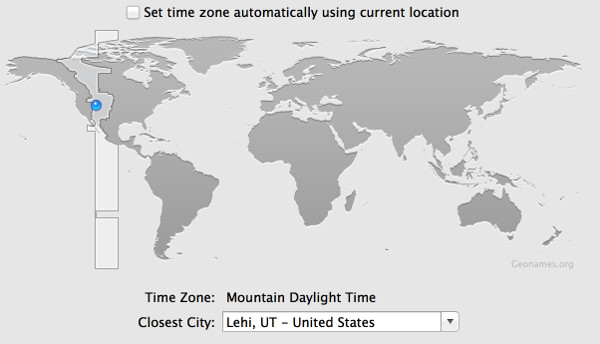 Set time zone automatically using current location
Geonames.org
Time Zone: Mountain Daylight Time
Closest City: Lehi, UT - United States